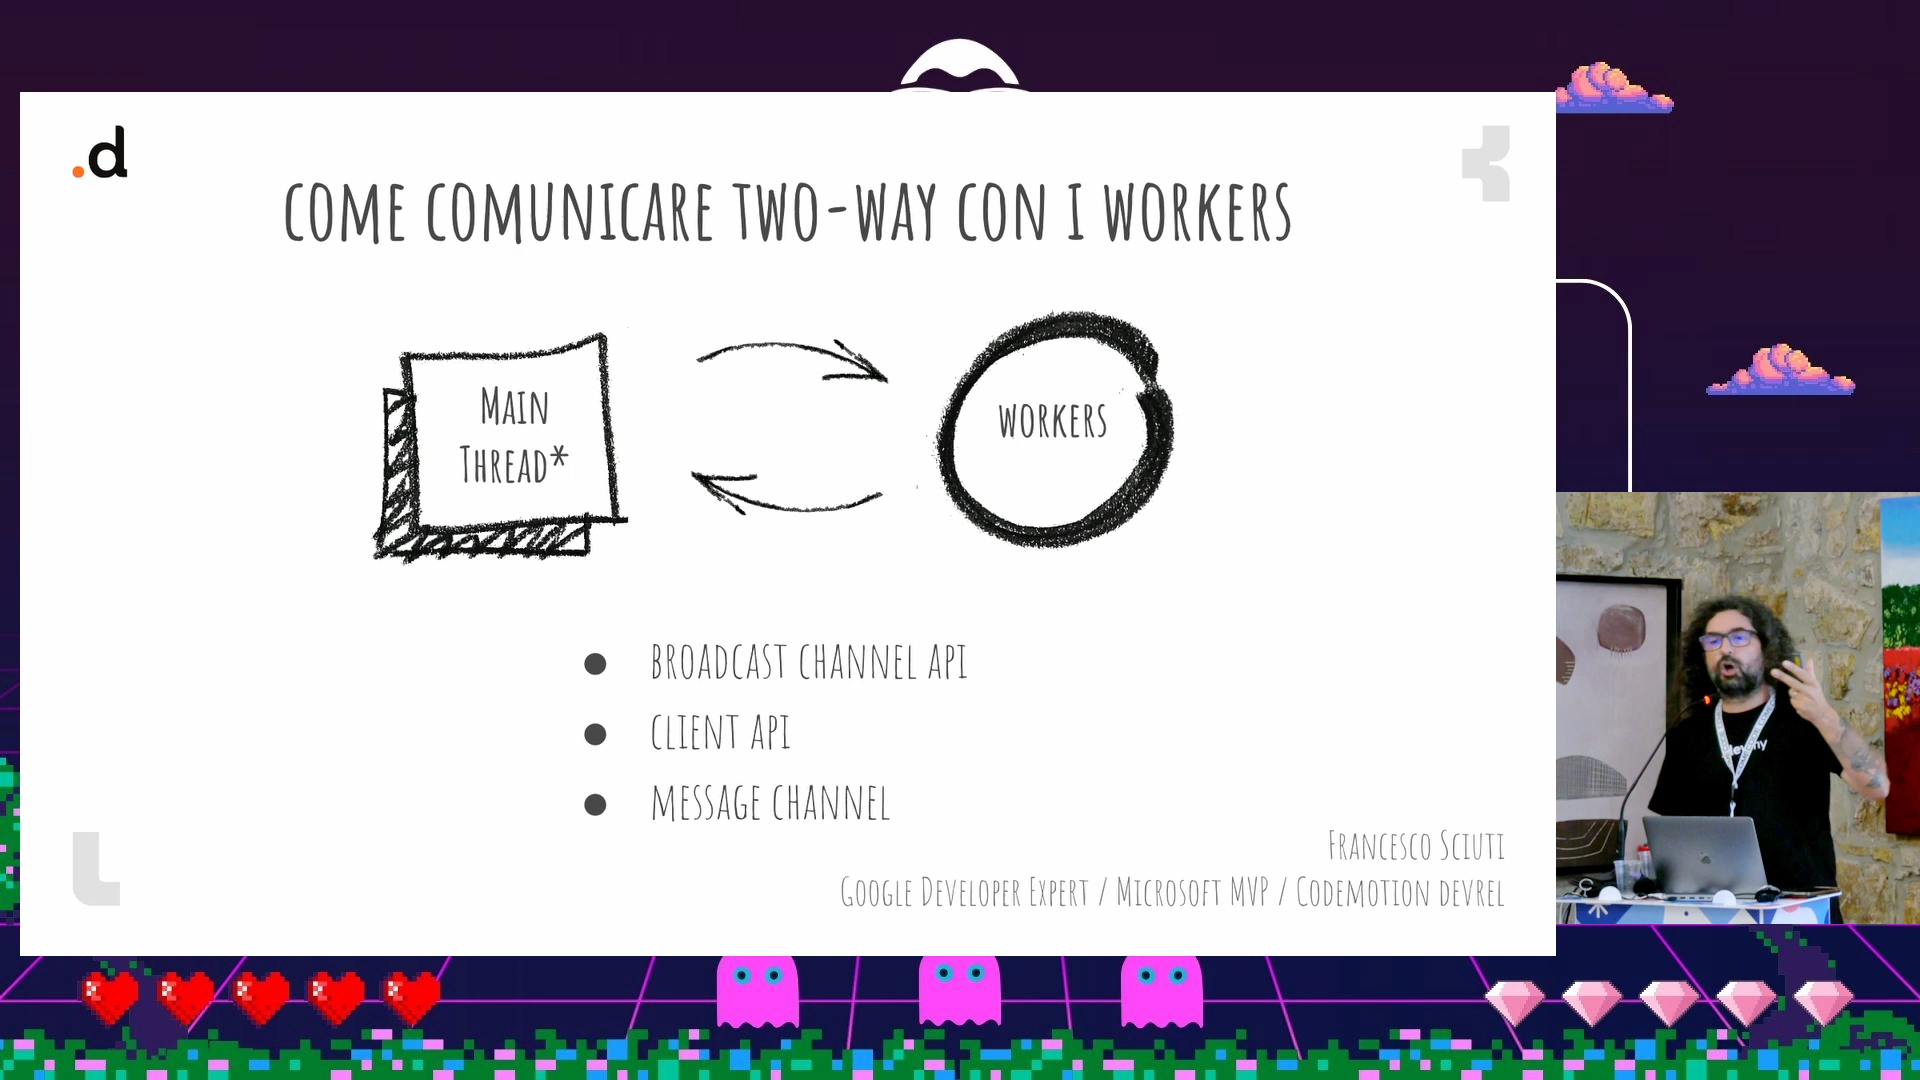 .d
COME COMUNICARE TWO-WAY CON I WORKERS
MAIN
THREAD*
WORKERS
BROADCAST CHANNEL API
CLIENT API
MESSAGE CHANNEL
FRANCESCO SCIUTI
GOOGLE DEVELOPER EXPERT / MICROSOFT MVP / CODEMOTION DEVREL